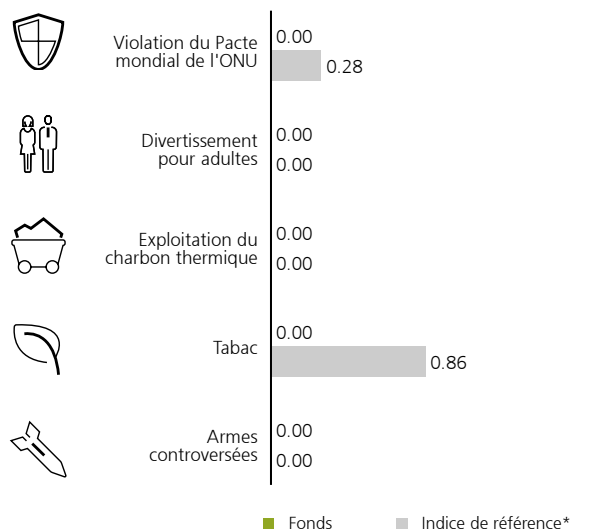 0.00
Violation du Pacte
mondial de l'ONU
0.28
0.00
Divertissement
pour adultes
0.00
0.00
Exploitation du
charbon thermique
0.00
0.00
Tabac
0.86
0.00
Armes
controversées
0.00
Fonds Indice de référence*